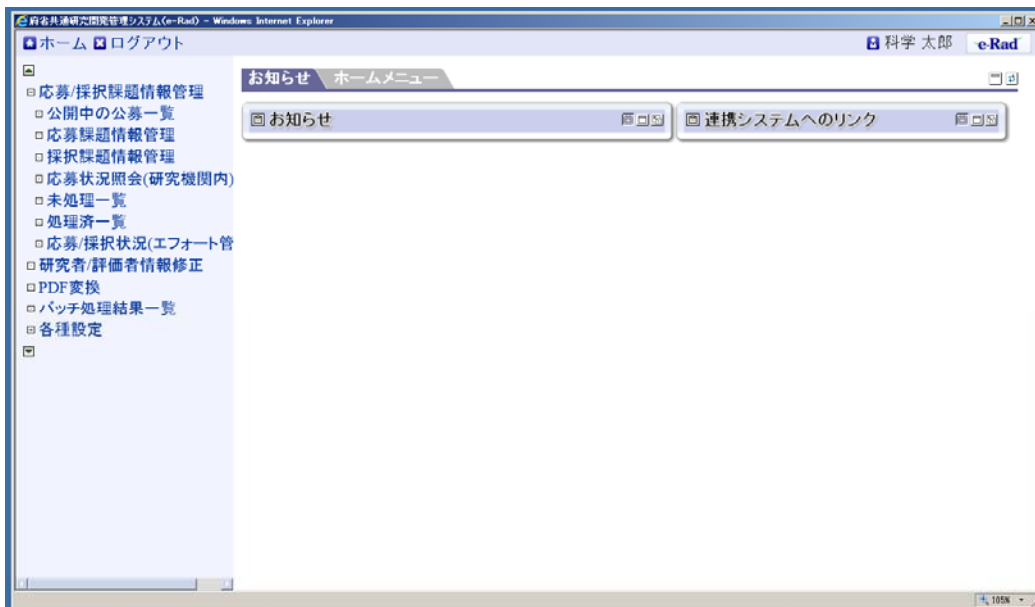 府省共通研究開発管理システム(e-Rad) - Windows Internet Explorer
ホーム ログアウト
科学 太郎
e-Rad
応募/採択課題情報管理
公開中の公募一覧
応募課題情報管理
採択課題情報管理
応募状況照会(研究機関内)
未処理一覧
処理済一覧
応募/採択状況(エフォート管
研究者/評価者情報修正
PDF変換
バッチ処理結果一覧
各種設定
お知らせ ホームメニュー
お知らせ
連携システムへのリンク
105%